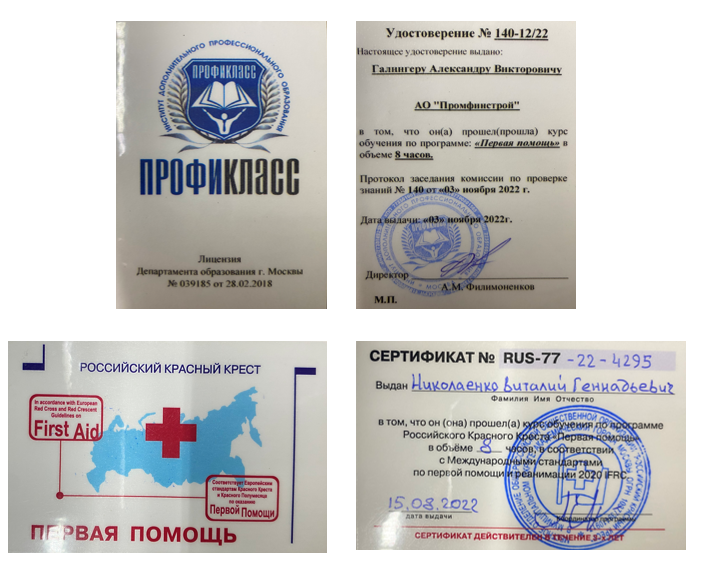 ИНСТИТУТ ДОПОЛНИТЕЛЬНОГО ПРОФЕССИОНАЛЬНОГО ОБРАЗОВАНИЯ
ПРОФИКЛАСС
ПРОФИКЛАСС
Лицензия
Департамента образования г. Москвы
№ 039185 от 28.02.2018
Удостоверение № 140-12/22
Настоящее удостоверение выдано:
Галингеру Александру Викторовичу
АО "Промфинстрой"
в том, что он(а) прошел(прошла) курс
обучения по программе: «Первая помощь» в
объеме 8 часов.
Протокол заседания комиссии по проверке
знаний № 140 от «03» ноября 2022 г.
Дата выдачи: «03» ноября 2022г.
Директор
А.М. Филимоненков
М.П.
РОССИЙСКИЙ КРАСНЫЙ КРЕСТ
In accordance with European
Red Cross and Red Crescent
Guidelines on
First Aid
Соответствует Европейским
стандартам Красного Креста
и Красного Полумесяца
по оказанию
Первой Помощи
ПЕРВАЯ ПОМОЩЬ
СЕРТИФИКАТ № RUS-77 -22-4295
Выдан Николаенко Виталий Геннадьевич
Фамилия Имя Отчество
в том, что он (она) прошел(а) курс обучения по программе
Российского Красного Креста «Первая помощь»
в объёме 8 часов, в соответствии
с Международными стандартами
по первой помощи и реанимации 2020 IFRC
15.08.2022
дата выдачи
координатор программы
СЕРТИФИКАТ ДЕЙСТВИТЕЛЕН В ТЕЧЕНИЕ 3-х ЛЕТ